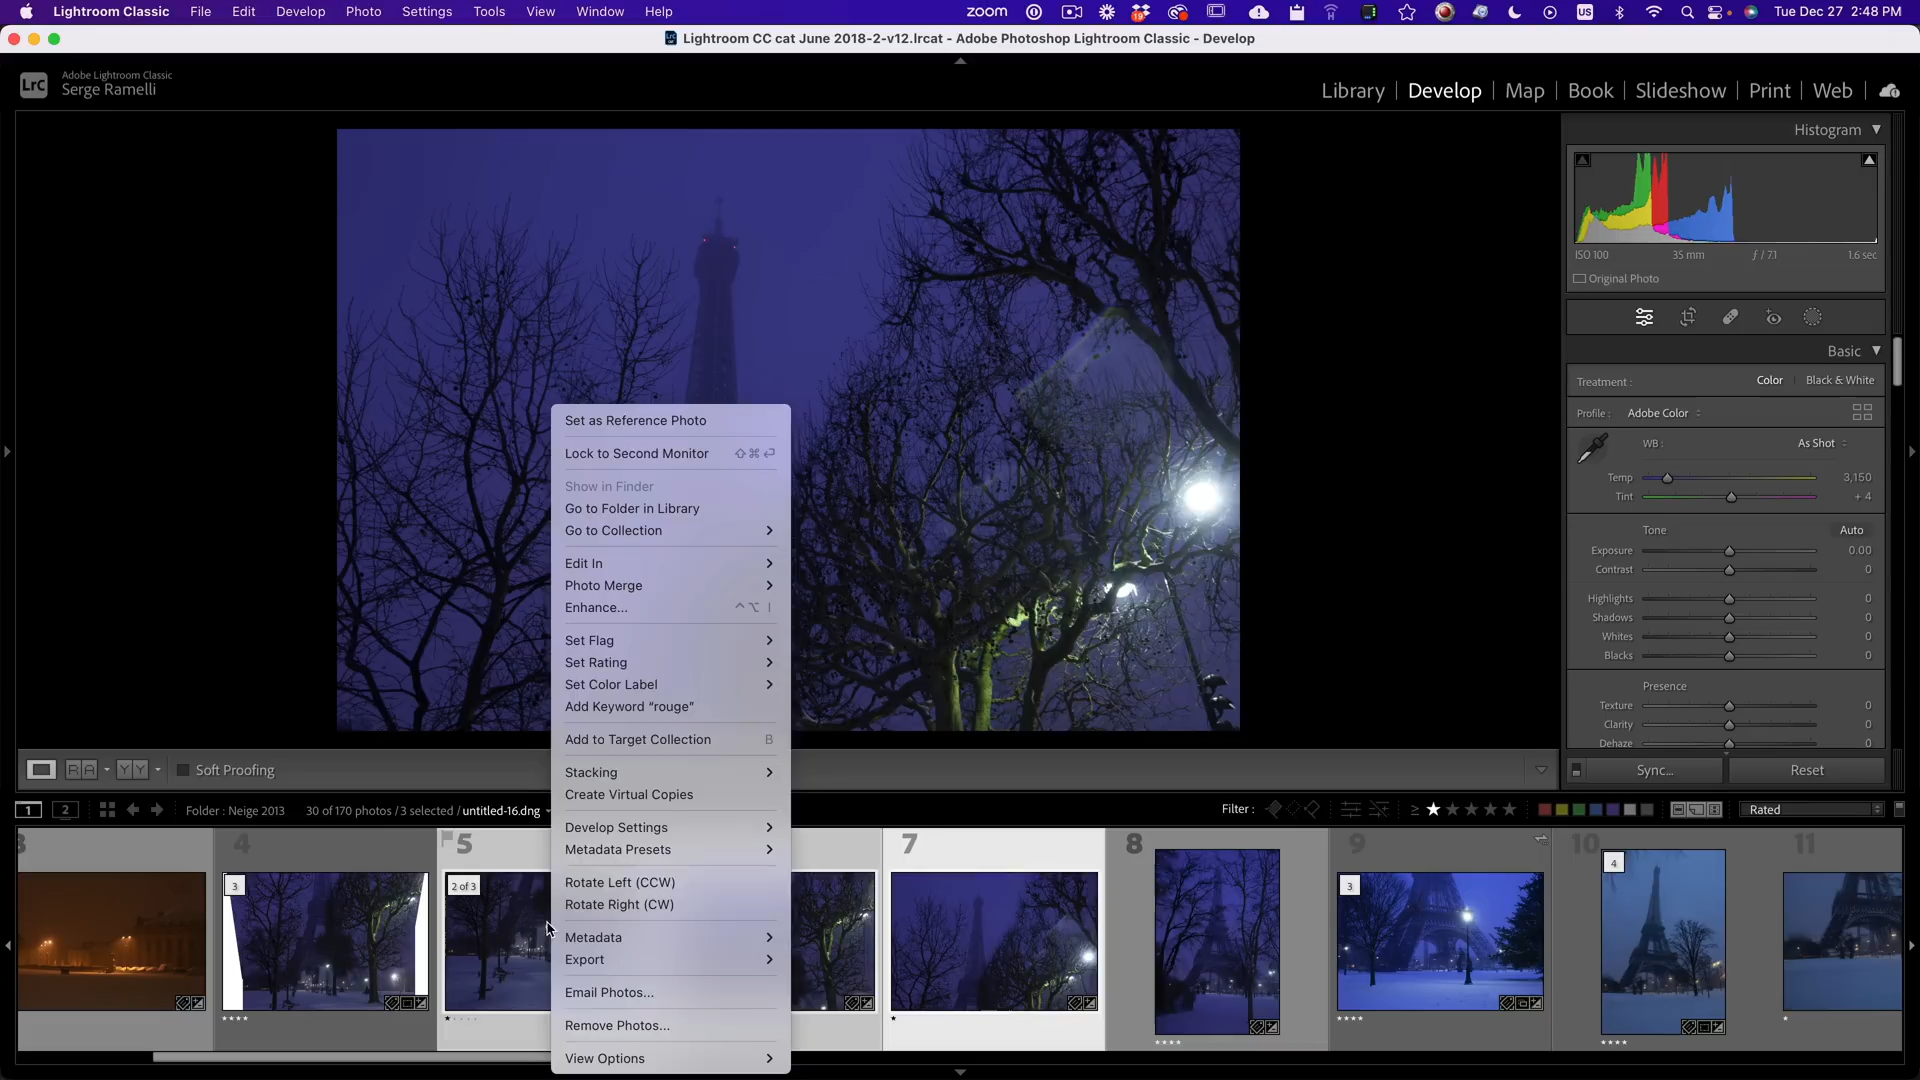 Lightroom Classic File Edit Develop Photo Settings Tools View Window Help zoom 19 US Tue Dec 27 2:48 PM
Lightroom CC cat June 2018-2-v12.lrcat - Adobe Photoshop Lightroom Classic - Develop
LrC Adobe Lightroom Classic
Serge Ramelli
Library | Develop | Map | Book | Slideshow | Print | Web
Histogram
ISO 100 35 mm ƒ / 7.1 1.6 sec
Original Photo
Basic
Treatment : Color Black & White
Profile : Adobe Color
WB : As Shot
Temp 3,150
Tint + 4
Tone Auto
Exposure 0.00
Contrast 0
Highlights 0
Shadows 0
Whites 0
Blacks 0
Presence
Texture 0
Clarity 0
Dehaze 0
Sync... Reset
Set as Reference Photo
Lock to Second Monitor ⇧⌘⏎
Show in Finder
Go to Folder in Library
Go to Collection
Edit In
Photo Merge
Enhance... ^⌥ I
Set Flag
Set Rating
Set Color Label
Add Keyword “rouge”
Add to Target Collection B
Stacking
Create Virtual Copies
Develop Settings
Metadata Presets
Rotate Left (CCW)
Rotate Right (CW)
Metadata
Export
Email Photos...
Remove Photos...
View Options
R A Y Y Soft Proofing
1 2 Folder : Neige 2013 30 of 170 photos / 3 selected / untitled-16.dng Filter : ≥ ★★★★★ Rated
3 4 5 7 8 9 10 11
3 2 of 3 3 4